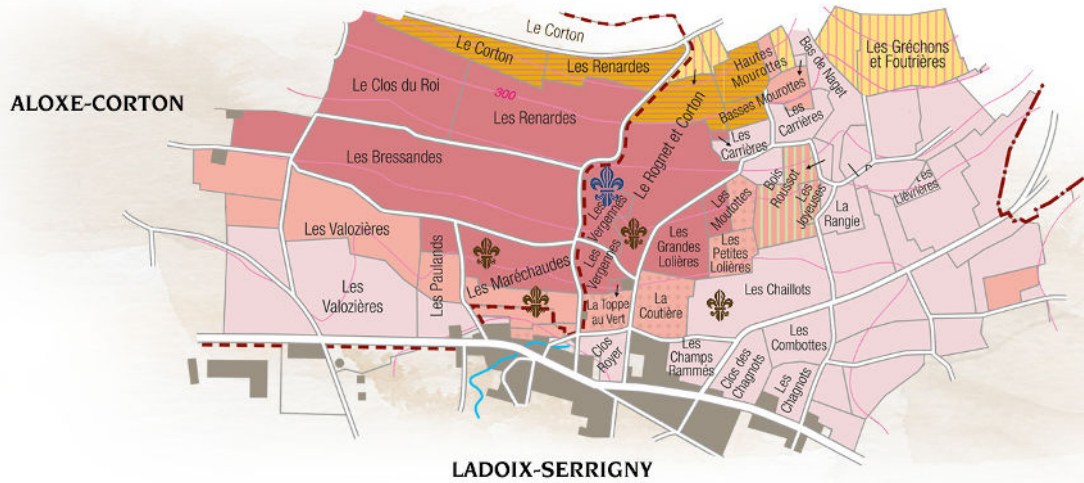 Le Corton
Le Corton
Les Renardes
Hautes
Mourottes
Bas de Naget
Les Gréchons
et Foutrières
Le Clos du Roi
300
Les Renardes
Basses Mourottes
ALOXE-CORTON
Le Rognet et Corton
Les
Carrières
Les
Carrières
Les Bressandes
Bois
Roussot
Les
Joyeuses
La
Rangie
Les
Lièvrières
Les
Vergennes
Les
Moutottes
Les Valozières
Les Paulands
Les Maréchaudes
Les
Vergennes
Les
Grandes
Lolières
Les
Petites
Lolières
Les
Valozières
La Toppe
au Vert
La
Coutière
Les Chaillots
Clos
Royer
Les
Champs
Rammés
Clos des
Chagnots
Les
Combottes
Les
Chagnots
LADOIX-SERRIGNY